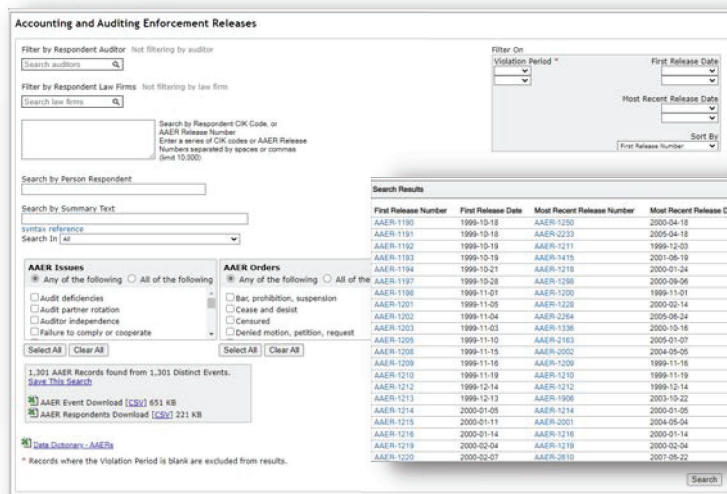 Accounting and Auditing Enforcement Releases
Filter by Respondent Auditor Not filtering by auditor
Search auditors
Filter by Respondent Law Firms Not filtering by law firm
Search law firms
Search by Respondent CIK Code, or
AAER Release Number
Enter a series of CIK codes or AAER Release
Numbers separated by spaces or commas
(limit 10,000)
Search by Person Respondent
Search by Summary Text
syntax reference
Search In All
Filter On
Violation Period *
First Release Date
Most Recent Release Date
Sort By
First Release Number
AAER Issues
Any of the following All of the following
Audit deficiencies
Audit partner rotation
Auditor independence
Failure to comply or cooperate
Select All Clear All
AAER Orders
Any of the following All of the
Bar, prohibition, suspension
Cease and desist
Censured
Denied motion, petition, request
Select All Clear All
1,301 AAER Records found from 1,301 Distinct Events.
Save This Search
AAER Event Download [CSV] 651 KB
AAER Respondents Download [CSV] 221 KB
Data Dictionary - AAERs
* Records where the Violation Period is blank are excluded from results.
Search Results
First Release Number First Release Date Most Recent Release Number Most Recent Release D
AAER-1190 1999-10-18 AAER-1250 2000-04-18
AAER-1191 1999-10-18 AAER-2233 2005-04-18
AAER-1192 1999-10-19 AAER-1211 1999-12-03
AAER-1193 1999-10-19 AAER-1415 2001-06-19
AAER-1194 1999-10-21 AAER-1218 2000-01-24
AAER-1197 1999-10-28 AAER-1298 2000-09-06
AAER-1198 1999-11-01 AAER-1200 1999-11-01
AAER-1201 1999-11-05 AAER-1228 2000-02-14
AAER-1202 1999-11-04 AAER-2264 2005-06-24
AAER-1203 1999-11-03 AAER-1336 2000-10-16
AAER-1205 1999-11-10 AAER-2163 2005-01-07
AAER-1208 1999-11-15 AAER-2002 2004-05-05
AAER-1209 1999-11-16 AAER-1209 1999-11-16
AAER-1210 1999-11-19 AAER-1210 1999-11-19
AAER-1212 1999-12-14 AAER-1212 1999-12-14
AAER-1213 1999-12-13 AAER-1906 2003-10-22
AAER-1214 2000-01-05 AAER-1214 2000-01-05
AAER-1215 2000-01-11 AAER-2001 2004-05-04
AAER-1216 2000-01-14 AAER-1216 2000-01-14
AAER-1219 2000-02-04 AAER-1219 2000-02-04
AAER-1220 2000-02-07 AAER-2610 2007-05-22
Search